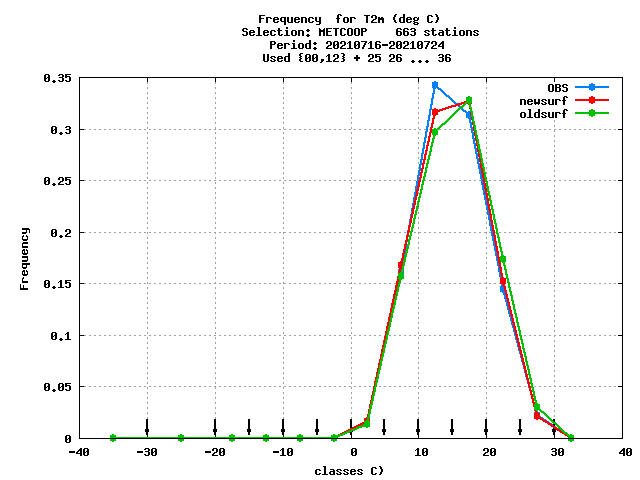 Frequency  for T2m (deg C)
Selection: METCOOP    663 stations
Period: 20210716-20210724
Used {00,12} + 25 26 ... 36
0.35
0.3
0.25
0.2
0.15
0.1
0.05
0
Frequency
OBS
newsurf
oldsurf
-40 -30 -20 -10 0 10 20 30 40
classes C)